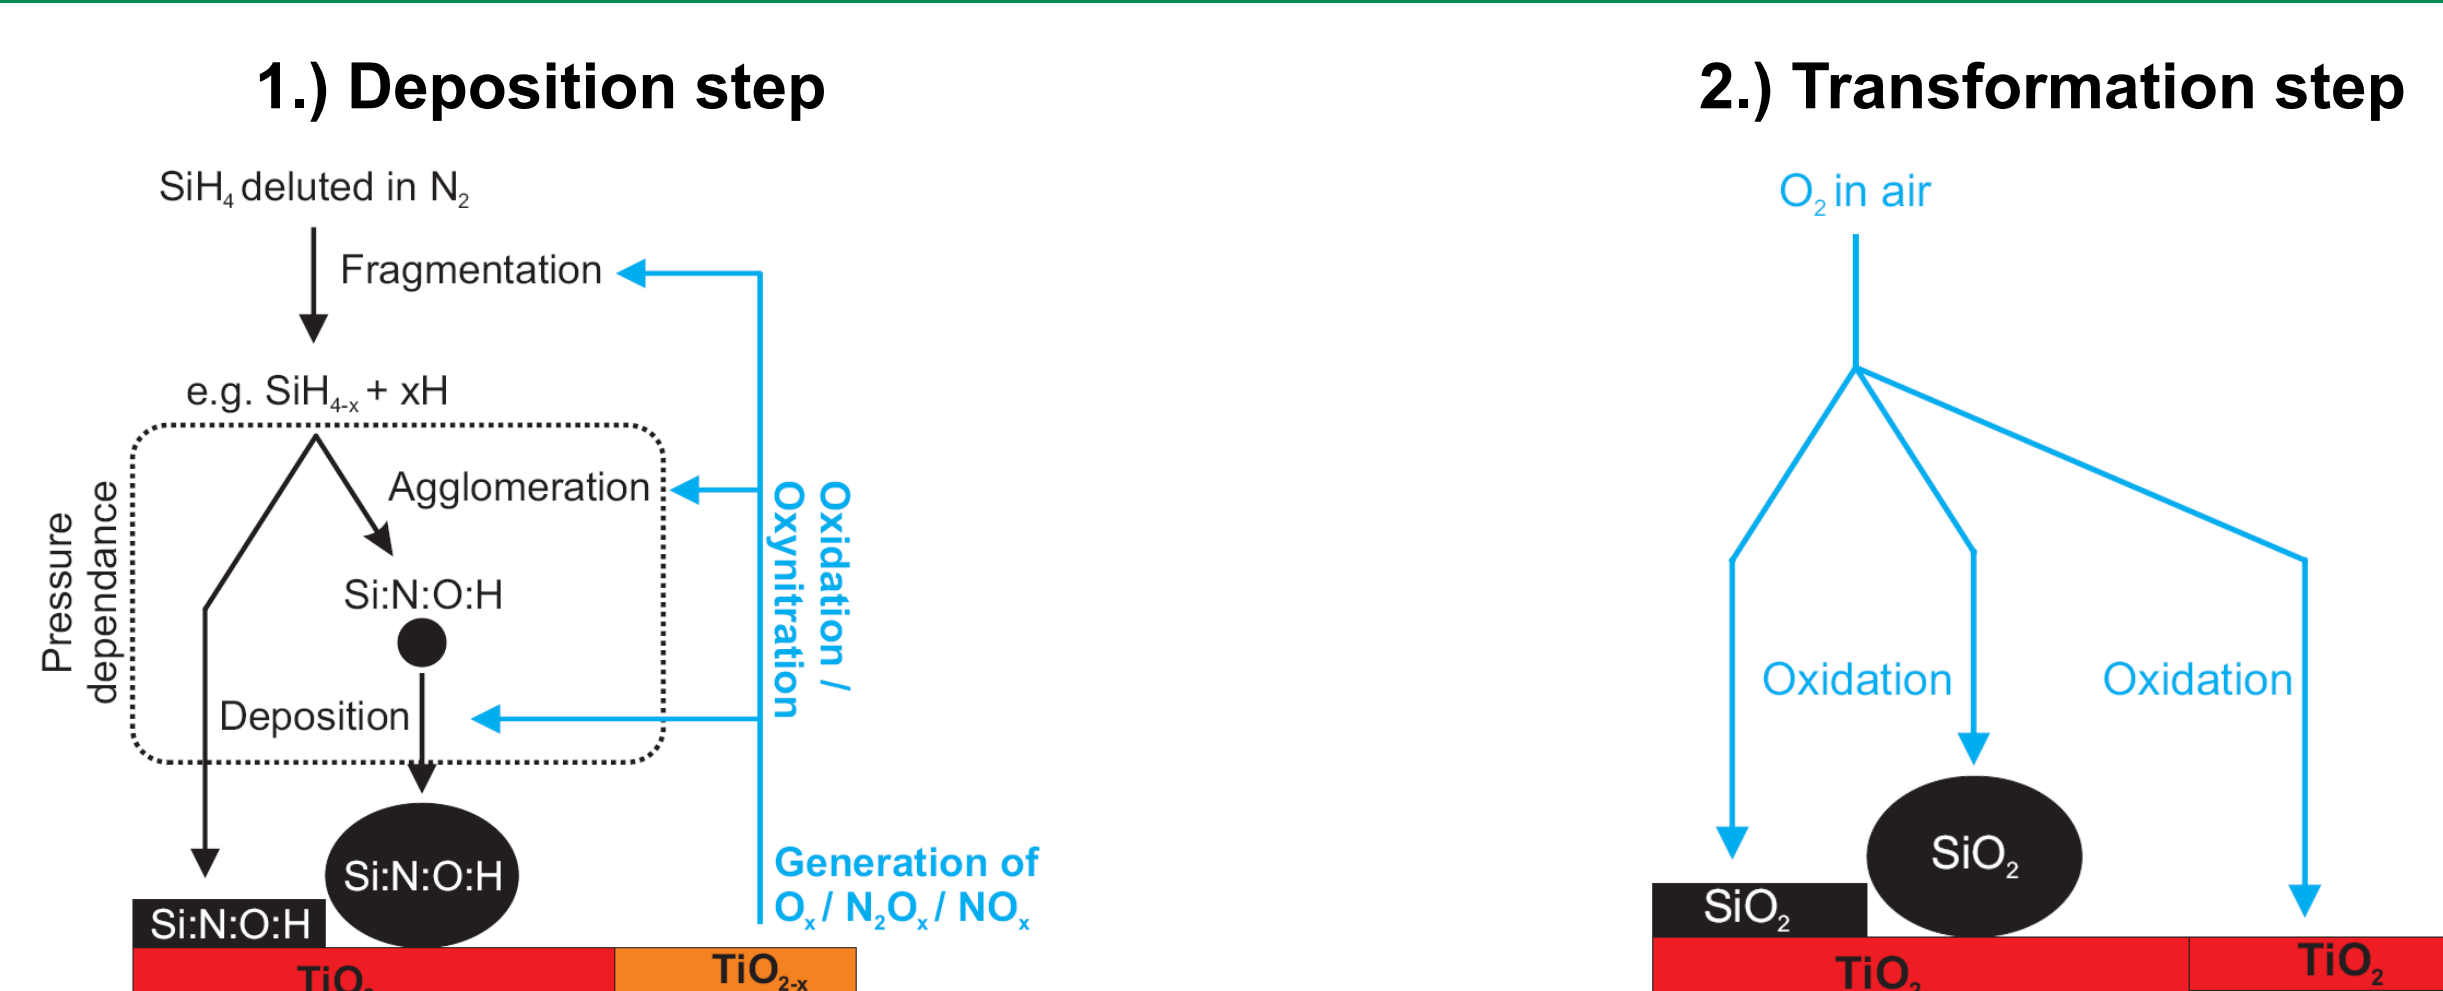 1.) Deposition step
SiH₄ deluted in N₂
Fragmentation
e.g. SiH₄₋ₓ + xH
Pressure
dependance
Agglomeration
Si:N:O:H
Deposition
Oxidation /
Oxynitration
Si:N:O:H
Si:N:O:H
Generation of
Oₓ / N₂Oₓ / NOₓ
TiO₂
TiO₂₋ₓ
2.) Transformation step
O₂ in air
Oxidation
Oxidation
SiO₂
SiO₂
TiO₂
TiO₂